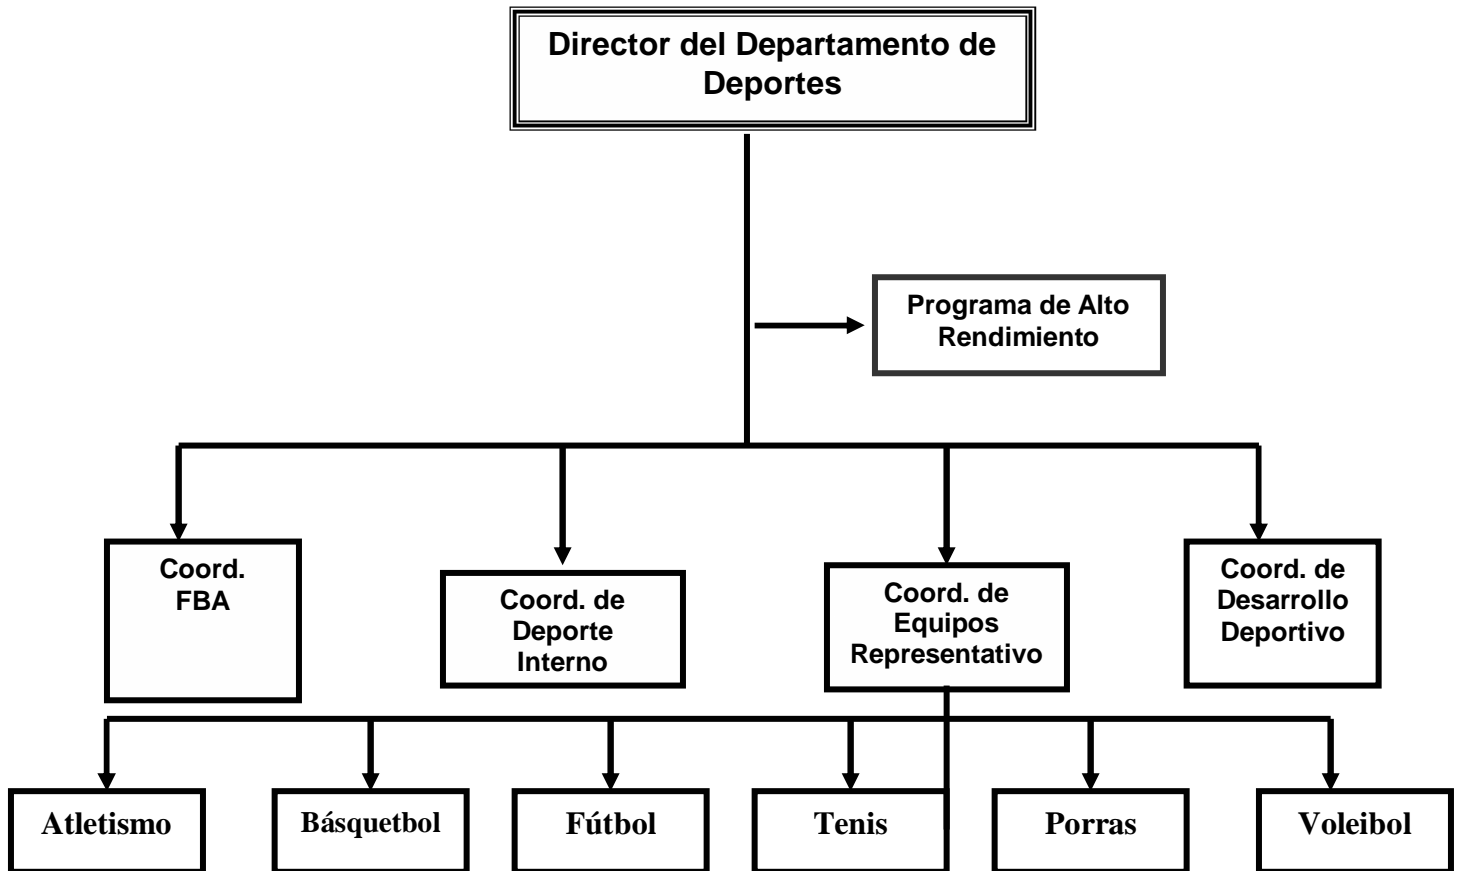 Director del Departamento de
Deportes
Programa de Alto
Rendimiento
Coord.
FBA
Coord. de
Deporte
Interno
Coord. de
Equipos
Representativo
Coord. de
Desarrollo
Deportivo
Atletismo
Básquetbol
Fútbol
Tenis
Porras
Voleibol